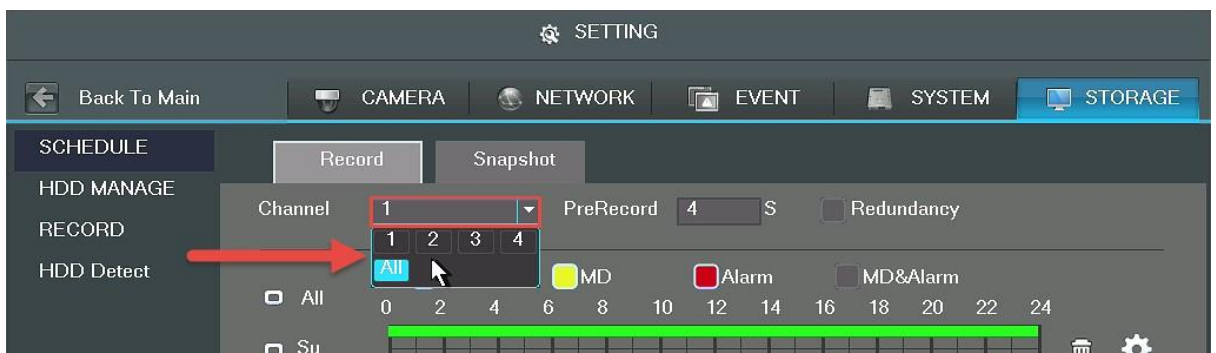 SETTING
Back To Main CAMERA NETWORK EVENT SYSTEM STORAGE
SCHEDULE
HDD MANAGE
RECORD
HDD Detect
Record Snapshot
Channel 1 PreRecord 4 S Redundancy
1 2 3 4
All
MD Alarm MD&Alarm
All 0 2 4 6 8 10 12 14 16 18 20 22 24
Su